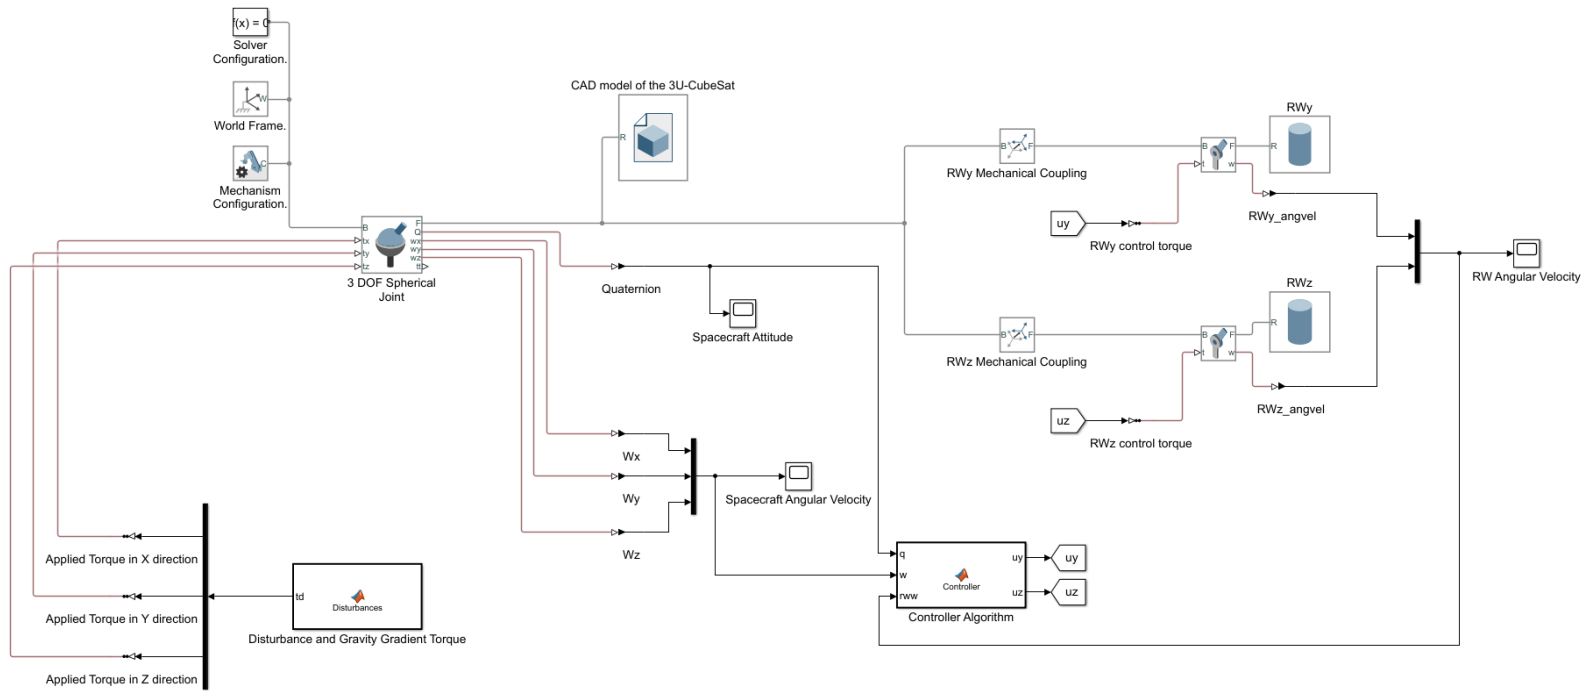 f(x) = 0
Solver
Configuration.
W
World Frame.
C
Mechanism
Configuration.
CAD model of the 3U-CubeSat
R
B
tx
ty
tz
F
Q
wx
wy
wz
tt
3 DOF Spherical
Joint
Quaternion
Spacecraft Attitude
B
F
RWy Mechanical Coupling
B
t
F
w
RWy
R
RWy_angvel
uy
RWy control torque
RW Angular Velocity
B
F
RWz Mechanical Coupling
B
t
F
w
RWz
R
RWz_angvel
uz
RWz control torque
Wx
Wy
Wz
Spacecraft Angular Velocity
q
w
rww
Controller
uy
uz
Controller Algorithm
uy
uz
Applied Torque in X direction
Applied Torque in Y direction
Applied Torque in Z direction
td
Disturbances
Disturbance and Gravity Gradient Torque